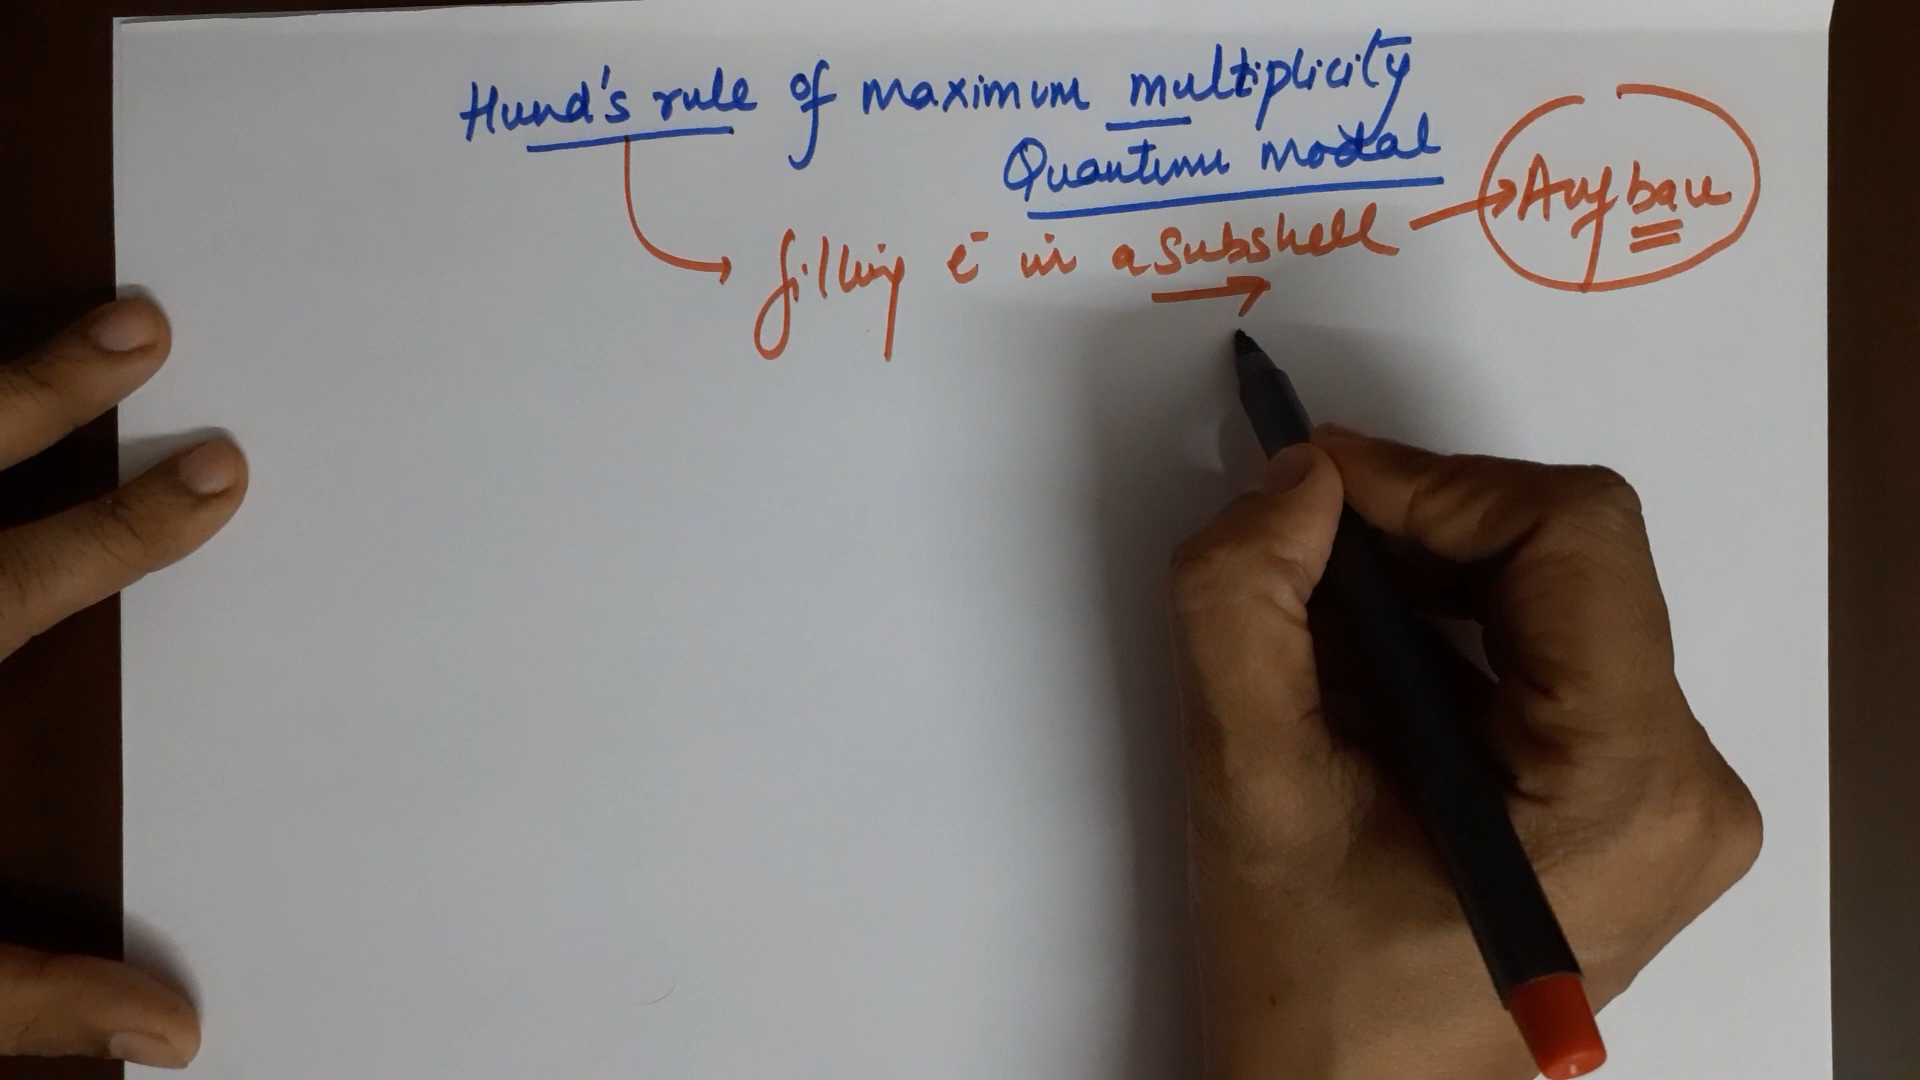 Hund's rule of maximum multiplicity
Quantum modal
filling e⁻ in a subshell → Aufbau